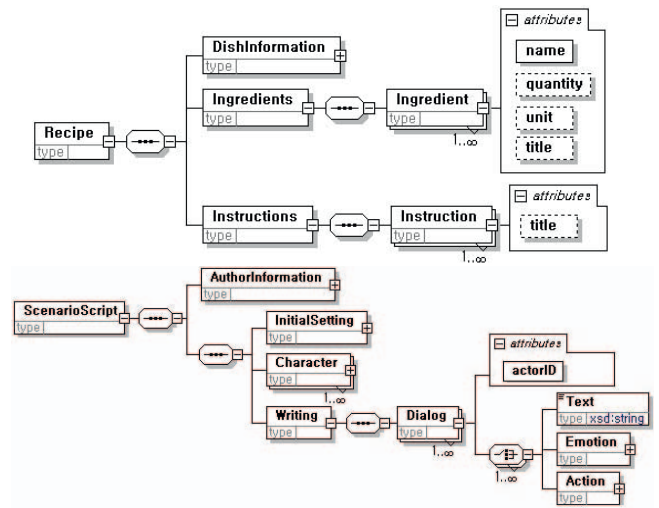 attributes
name
quantity
unit
title
DishInformation
type
Ingredients
type
Ingredient
type
1..∞
Recipe
type
Instructions
type
Instruction
type
1..∞
attributes
title
ScenarioScript
type
AuthorInformation
type
InitialSetting
type
Character
type
1..∞
Writing
type
Dialog
type
1..∞
attributes
actorID
1..∞
Text
type xsd:string
Emotion
type
Action
type